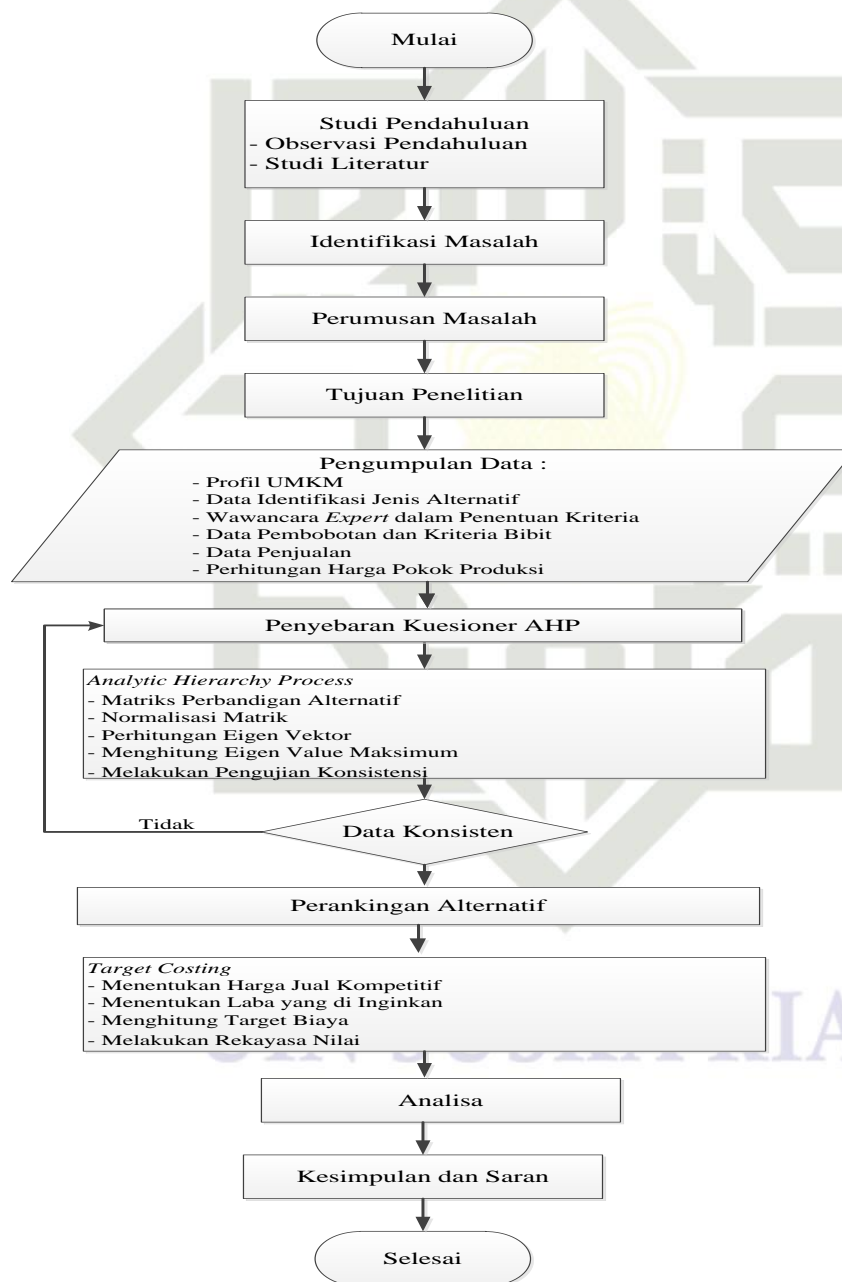 Mulai
Studi Pendahuluan
- Observasi Pendahuluan
- Studi Literatur
Identifikasi Masalah
Perumusan Masalah
Tujuan Penelitian
Pengumpulan Data :
- Profil UMKM
- Data Identifikasi Jenis Alternatif
- Wawancara Expert dalam Penentuan Kriteria
- Data Pembobotan dan Kriteria Bibit
- Data Penjualan
- Perhitungan Harga Pokok Produksi
Penyebaran Kuesioner AHP
Analytic Hierarchy Process
- Matriks Perbandigan Alternatif
- Normalisasi Matrik
- Perhitungan Eigen Vektor
- Menghitung Eigen Value Maksimum
- Melakukan Pengujian Konsistensi
Tidak
Data Konsisten
Perankingan Alternatif
Target Costing
- Menentukan Harga Jual Kompetitif
- Menentukan Laba yang di Inginkan
- Menghitung Target Biaya
- Melakukan Rekayasa Nilai
Analisa
Kesimpulan dan Saran
Selesai